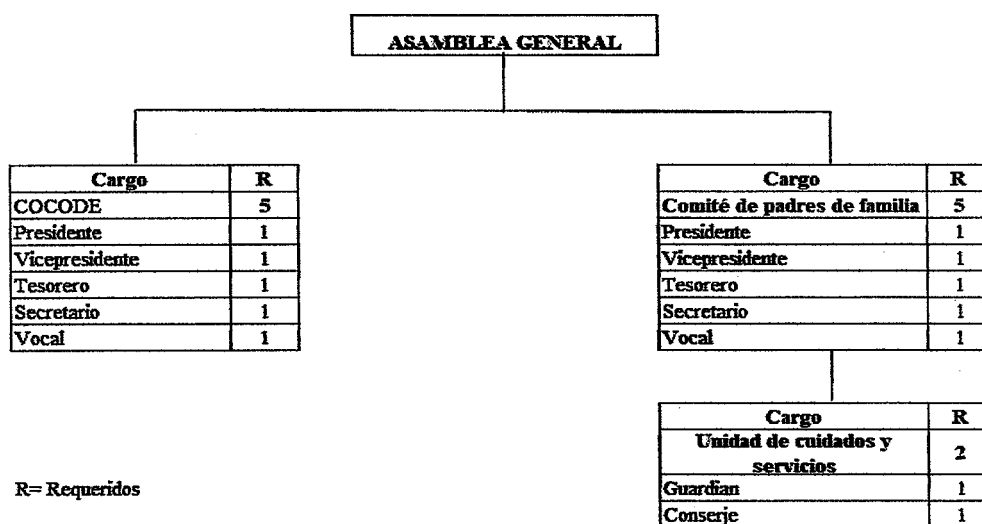 ASAMBLEA GENERAL
Cargo R
COCODE 5
Presidente 1
Vicepresidente 1
Tesorero 1
Secretario 1
Vocal 1
Cargo R
Comité de padres de familia 5
Presidente 1
Vicepresidente 1
Tesorero 1
Secretario 1
Vocal 1
Cargo R
Unidad de cuidados y
servicios 2
Guardian 1
Conserje 1
R= Requeridos